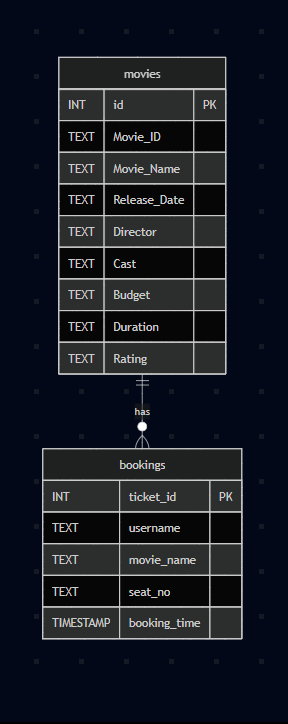 movies
INT id PK
TEXT Movie_ID
TEXT Movie_Name
TEXT Release_Date
TEXT Director
TEXT Cast
TEXT Budget
TEXT Duration
TEXT Rating
has
bookings
INT ticket_id PK
TEXT username
TEXT movie_name
TEXT seat_no
TIMESTAMP booking_time